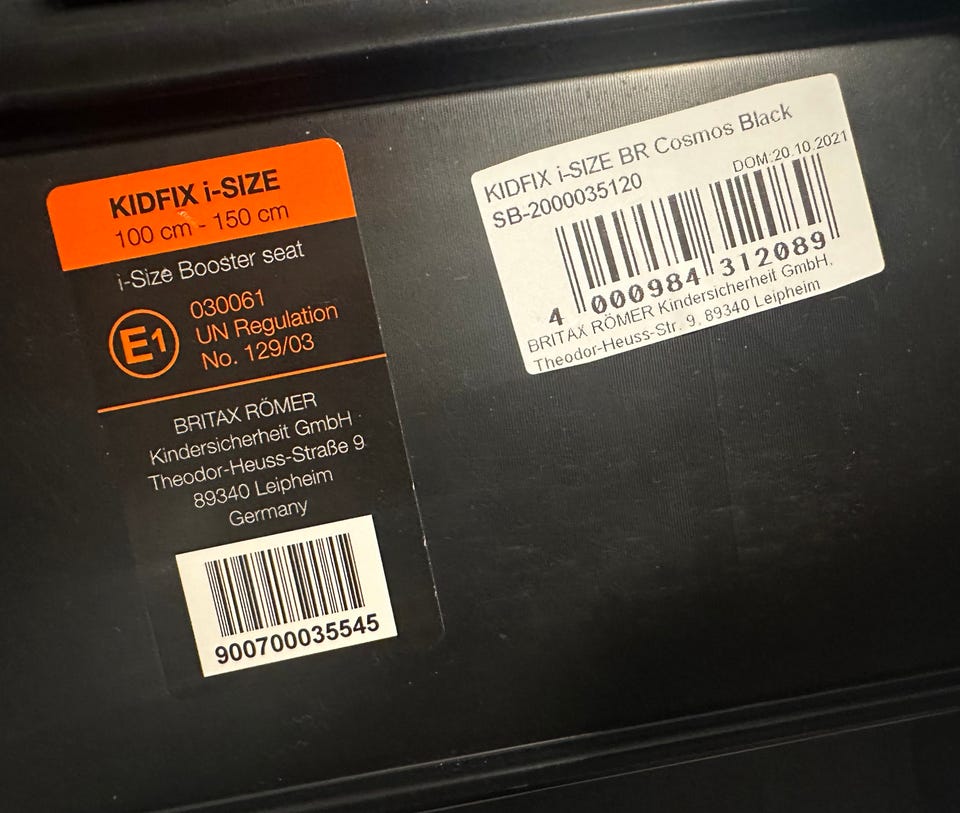 KIDFIX i-SIZE
100 cm - 150 cm
i-Size Booster seat
E1
030061
UN Regulation
No. 129/03
BRITAX RÖMER
Kindersicherheit GmbH
Theodor-Heuss-Straße 9
89340 Leipheim
Germany
900700035545
KIDFIX i-SIZE BR Cosmos Black
DOM:20.10.2021
SB-2000035120
4 000984 312089
BRITAX RÖMER Kindersicherheit GmbH,
Theodor-Heuss-Str. 9, 89340 Leipheim